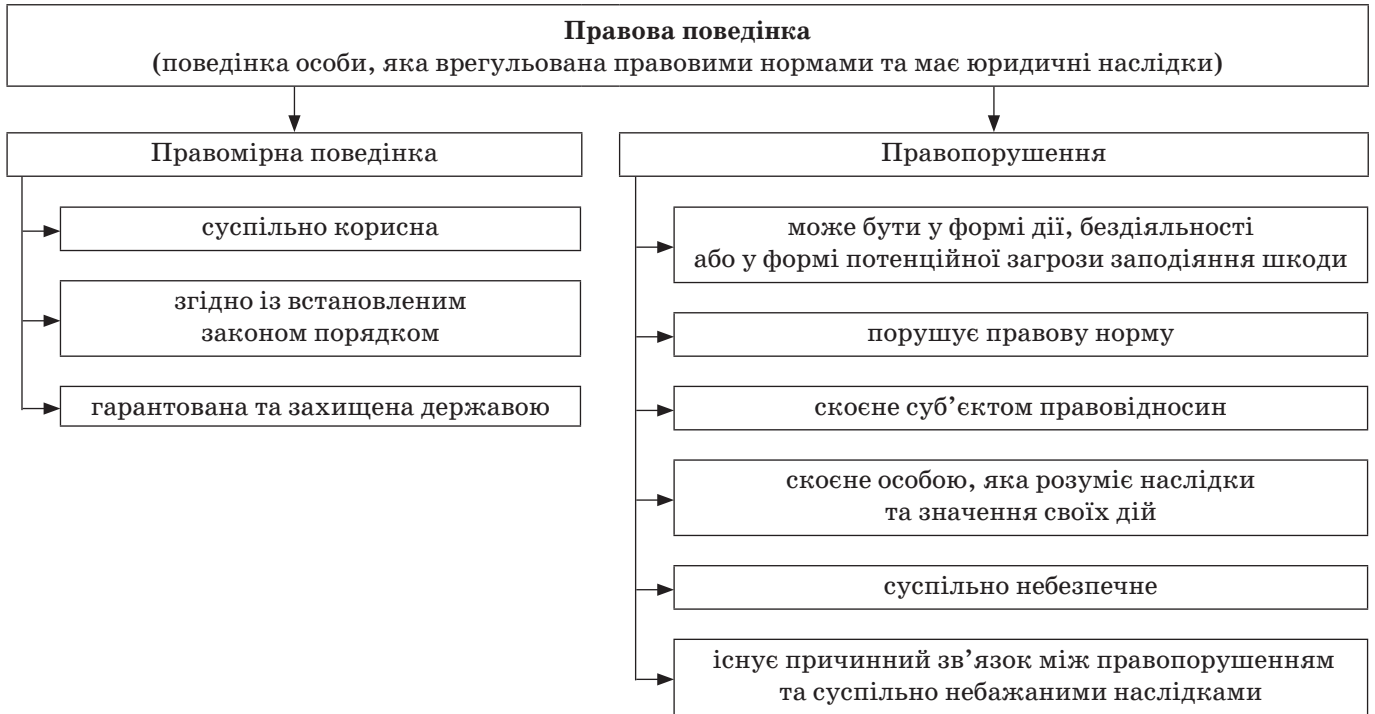 Правова поведінка
(поведінка особи, яка врегульована правовими нормами та має юридичні наслідки)
Правомірна поведінка
суспільно корисна
згідно із встановленим
законом порядком
гарантована та захищена державою
Правопорушення
може бути у формі дії, бездіяльності
або у формі потенційної загрози заподіяння шкоди
порушує правову норму
скоєне суб’єктом правовідносин
скоєне особою, яка розуміє наслідки
та значення своїх дій
суспільно небезпечне
існує причинний зв’язок між правопорушенням
та суспільно небажаними наслідками